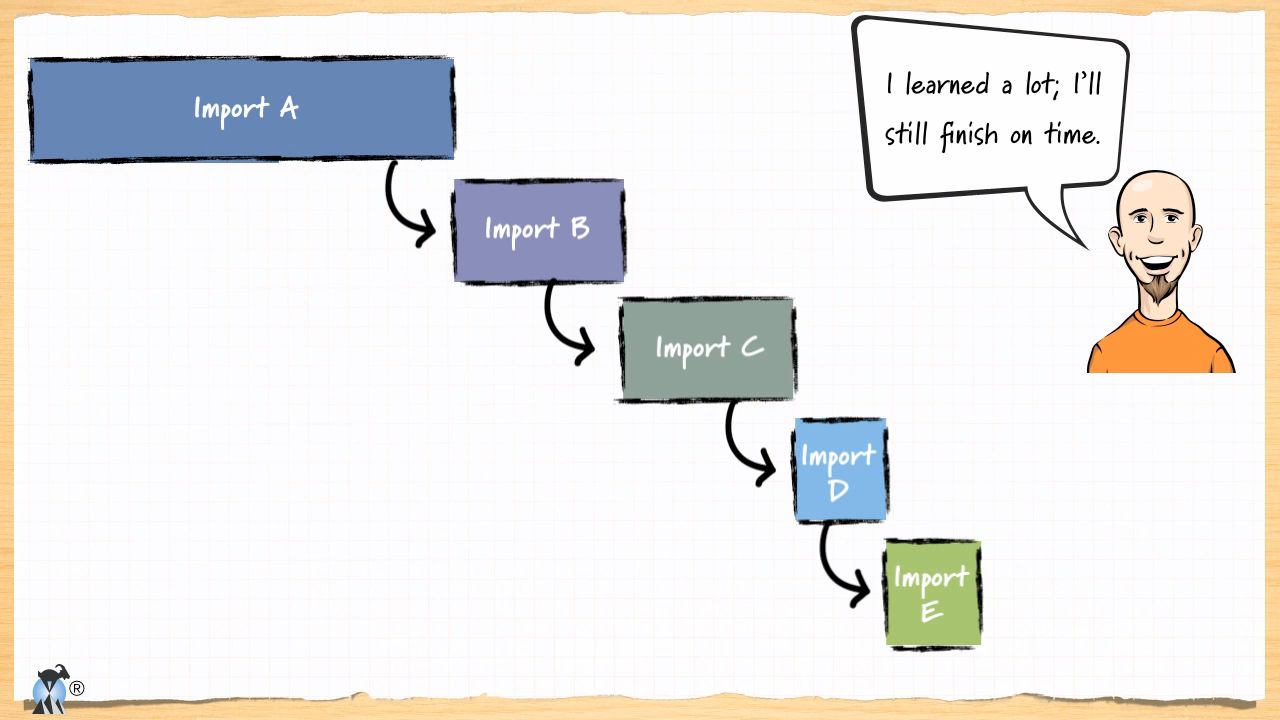 Import A
I learned a lot; I'll
still finish on time.
Import B
Import C
Import
D
Import
E
®